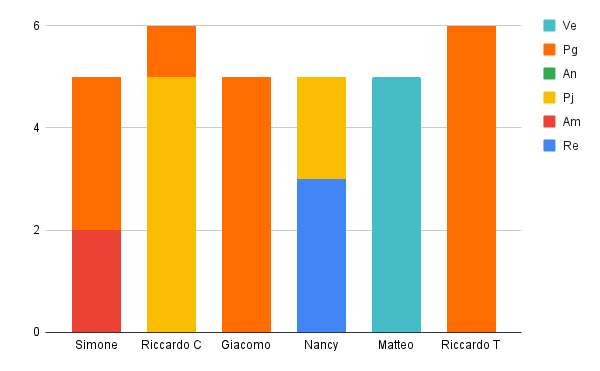 6
4
2
0
Simone
Riccardo C
Giacomo
Nancy
Matteo
Riccardo T
Ve
Pg
An
Pj
Am
Re